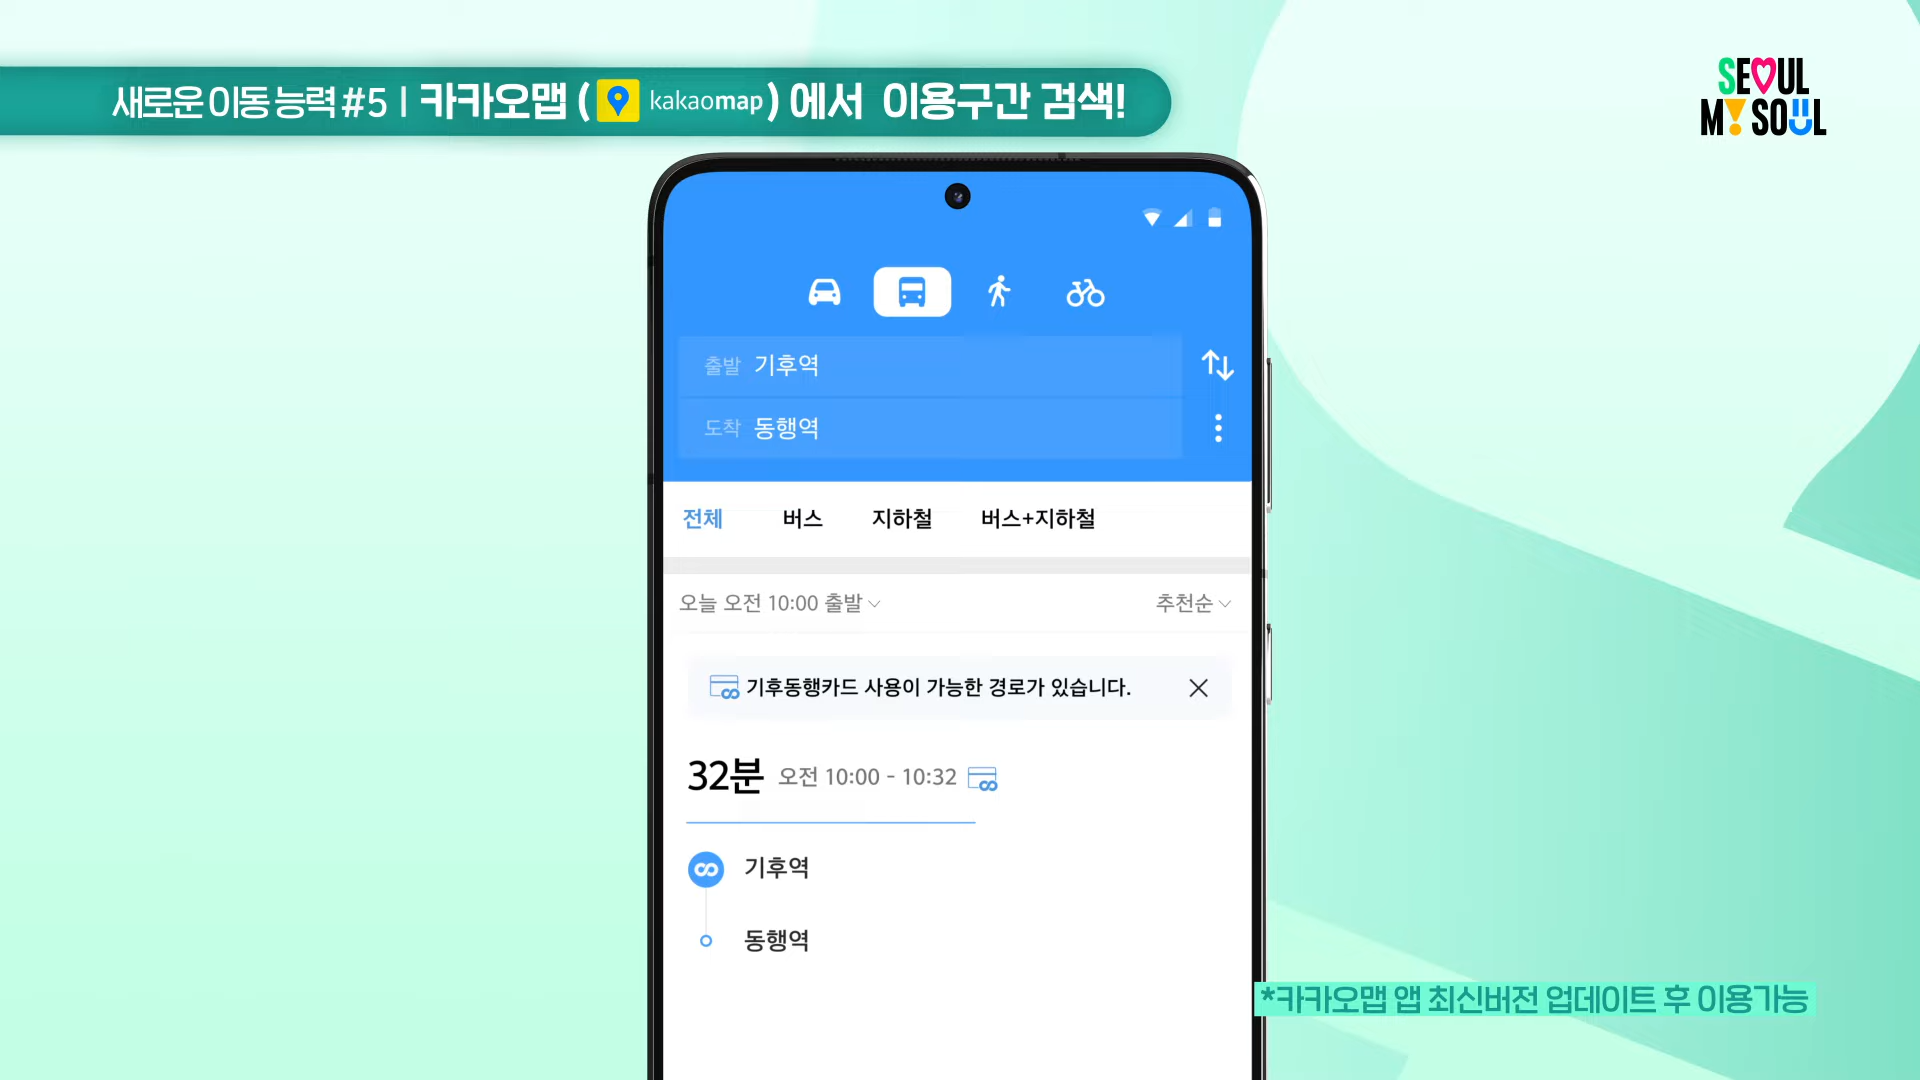 새로운 이동 능력 #5 | 카카오맵 ( kakaomap ) 에서 이용구간 검색!
SEOUL
MY SOUL
출발 기후역
도착 동행역
전체 버스 지하철 버스+지하철
오늘 오전 10:00 출발 추천순
기후동행카드 사용이 가능한 경로가 있습니다.
32분 오전 10:00 - 10:32
기후역
동행역
*카카오맵 앱 최신버전 업데이트 후 이용가능